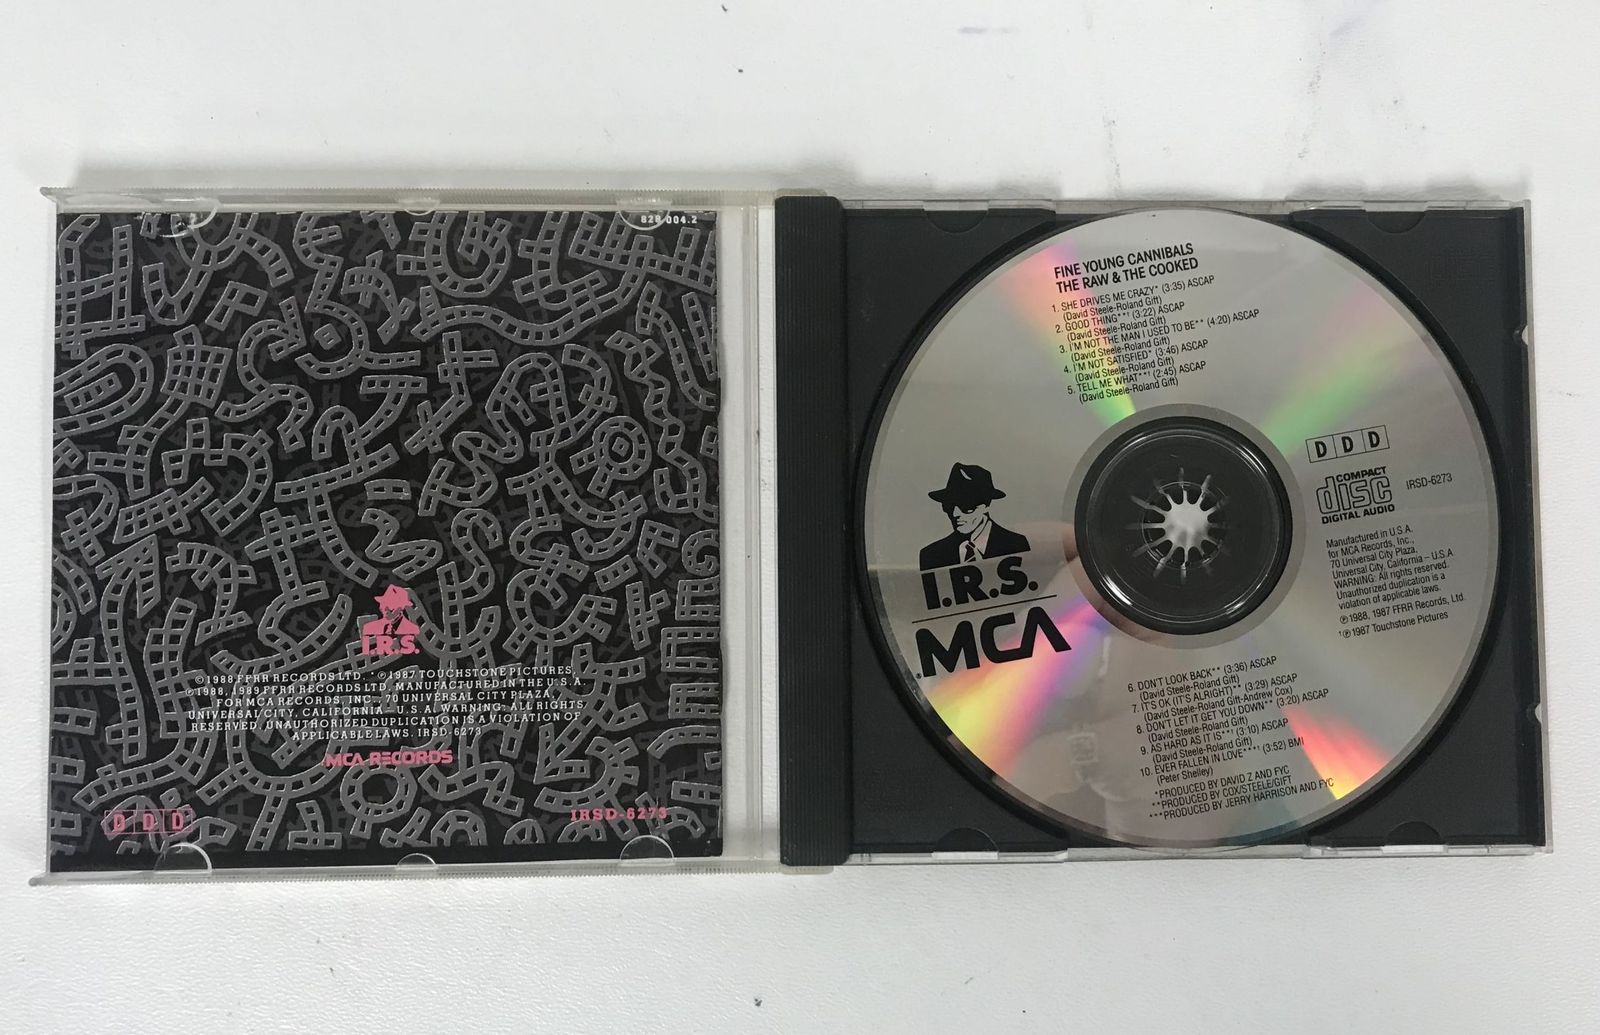 828 004.2
I.R.S.
©1988 FFRR RECORDS LTD. *℗1987 TOUCHSTONE PICTURES.
℗1988, 1989 FFRR RECORDS LTD. MANUFACTURED IN THE U.S.A.
FOR MCA RECORDS, INC., 70 UNIVERSAL CITY PLAZA,
UNIVERSAL CITY, CALIFORNIA – U.S.A. WARNING: ALL RIGHTS
RESERVED. UNAUTHORIZED DUPLICATION IS A VIOLATION OF
APPLICABLE LAWS. IRSD-6273
MCA RECORDS
DDD
IRSD-6273
FINE YOUNG CANNIBALS
THE RAW & THE COOKED
1. SHE DRIVES ME CRAZY* (3:35) ASCAP
(David Steele-Roland Gift)
2. GOOD THING**† (3:22) ASCAP
(David Steele-Roland Gift)
3. I'M NOT THE MAN I USED TO BE** (4:20) ASCAP
(David Steele-Roland Gift)
4. I'M NOT SATISFIED* (3:46) ASCAP
(David Steele-Roland Gift)
5. TELL ME WHAT**† (2:45) ASCAP
(David Steele-Roland Gift)
DDD
COMPACT
disc
DIGITAL AUDIO
IRSD-6273
I.R.S.
MCA
Manufactured in U.S.A.
for MCA Records, Inc.,
70 Universal City Plaza,
Universal City, California – U.S.A
WARNING: All rights reserved.
Unauthorized duplication is a
violation of applicable laws.
℗1988, 1987 FFRR Records, Ltd.
†℗1987 Touchstone Pictures
6. DON'T LOOK BACK** (3:36) ASCAP
(David Steele-Roland Gift)
7. IT'S OK (IT'S ALRIGHT)** (3:29) ASCAP
(David Steele-Roland Gift-Andrew Cox)
8. DON'T LET IT GET YOU DOWN** (3:20) ASCAP
(David Steele-Roland Gift)
9. AS HARD AS IT IS**† (3:10) ASCAP
(David Steele-Roland Gift)
10. EVER FALLEN IN LOVE***† (3:52) BMI
(Peter Shelley)
*PRODUCED BY DAVID Z AND FYC
**PRODUCED BY COX/STEELE/GIFT
***PRODUCED BY JERRY HARRISON AND FYC